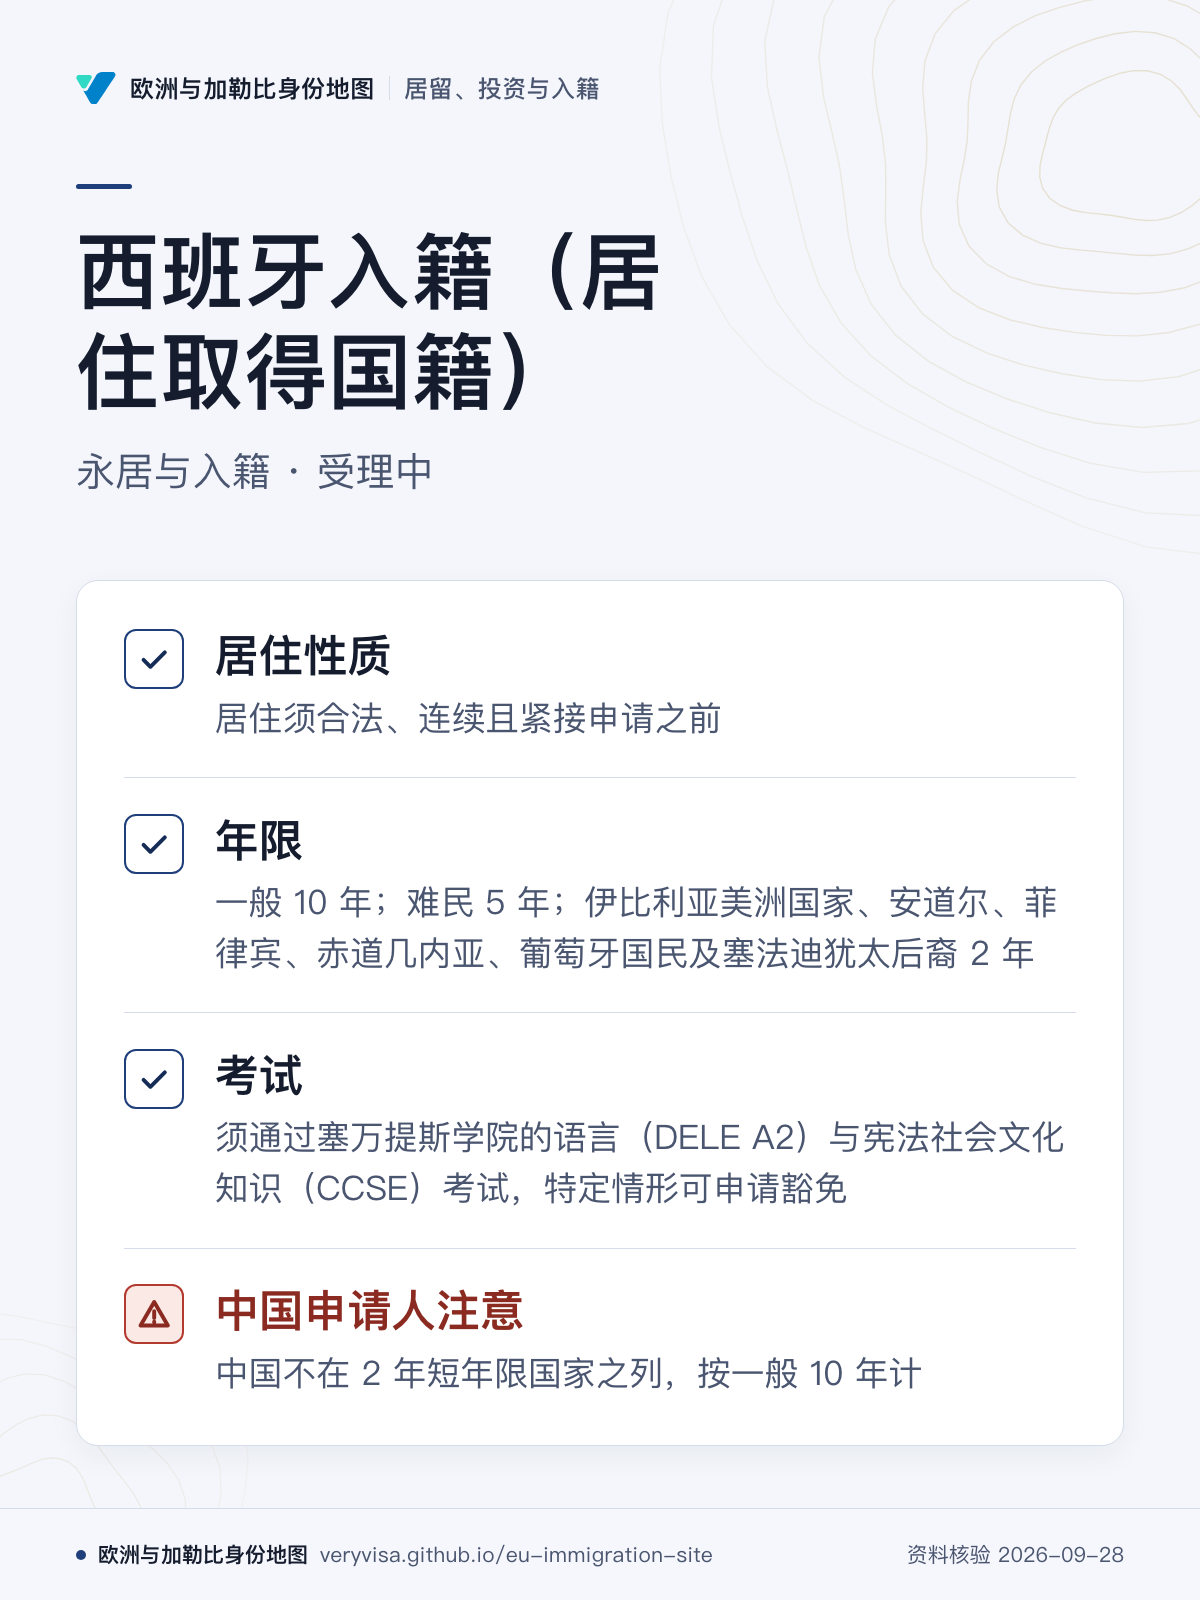 欧洲与加勒比身份地图 居留、投资与入籍
西班牙入籍（居
住取得国籍）
永居与入籍 · 受理中
居住性质
居住须合法、连续且紧接申请之前
年限
一般 10 年；难民 5 年；伊比利亚美洲国家、安道尔、菲
律宾、赤道几内亚、葡萄牙国民及塞法迪犹太后裔 2 年
考试
须通过塞万提斯学院的语言（DELE A2）与宪法社会文化
知识（CCSE）考试，特定情形可申请豁免
中国申请人注意
中国不在 2 年短年限国家之列，按一般 10 年计
欧洲与加勒比身份地图 veryvisa.github.io/eu-immigration-site 资料核验 2026-09-28